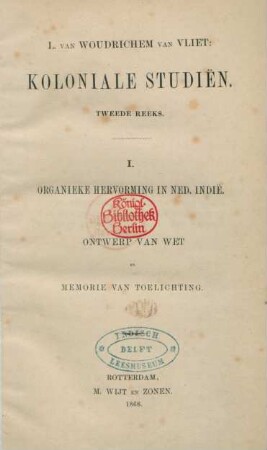 L. VAN WOUDRICHEM VAN VLIET:
KOLONIALE STUDIËN.
TWEEDE REEKS.
I.
ORGANIEKE HERVORMING IN NED. INDIË.
Königl.
Bibliothek
Berlin
ONTWERP VAN WET
EN
MEMORIE VAN TOELICHTING.
INDISCH
DELFT
LEESMUSEUM
ROTTERDAM,
M. WIJT EN ZONEN.
1868.